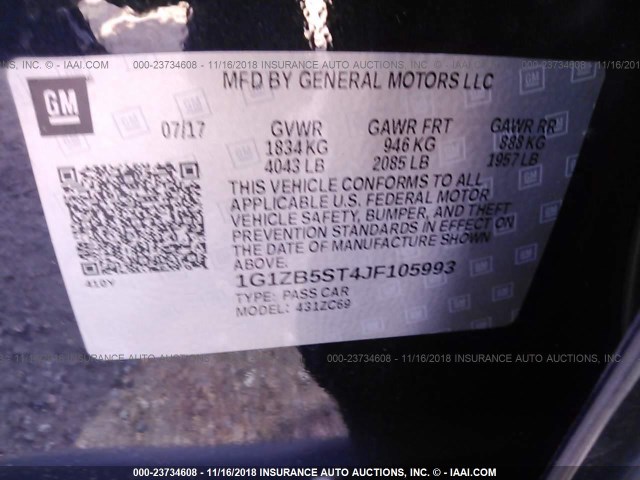 000-23734608 - 11/16/2018 INSURANCE AUTO AUCTIONS, INC. © - IAAI.COM
MFD BY GENERAL MOTORS LLC
GM
07/17 GVWR GAWR FRT GAWR RR
1834 KG 946 KG 888 KG
4043 LB 2085 LB 1957 LB
THIS VEHICLE CONFORMS TO ALL
APPLICABLE U.S. FEDERAL MOTOR
VEHICLE SAFETY, BUMPER, AND THEFT
PREVENTION STANDARDS IN EFFECT ON
THE DATE OF MANUFACTURE SHOWN
ABOVE.
410Y
1G1ZB5ST4JF105993
TYPE: PASS CAR
MODEL: 431ZC69
000-23734608 - 11/16/2018 INSURANCE AUTO AUCTIONS, INC. © - IAAI.COM
000-23734608 - 11/16/2018 INSURANCE AUTO AUCTIONS, INC. © - IAAI.COM